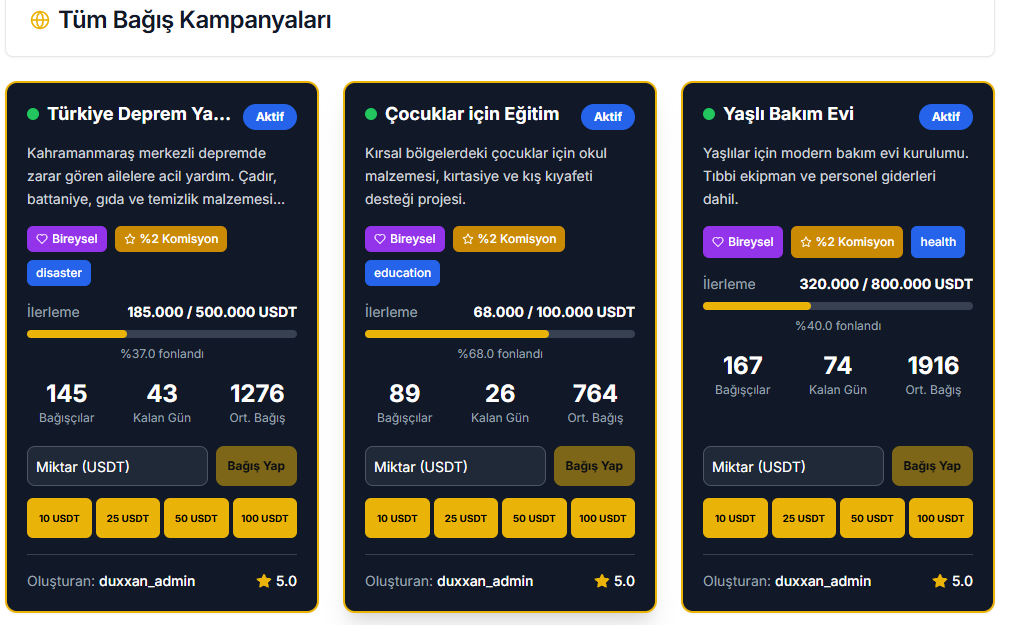 Tüm Bağış Kampanyaları
Türkiye Deprem Ya...
Aktif
Kahramanmaraş merkezli depremde
zarar gören ailelere acil yardım. Çadır,
battaniye, gıda ve temizlik malzemesi...
Bireysel
%2 Komisyon
disaster
İlerleme
185.000 / 500.000 USDT
%37.0 fonlandı
145
43
1276
Bağışçılar
Kalan Gün
Ort. Bağış
Miktar (USDT)
Bağış Yap
10 USDT
25 USDT
50 USDT
100 USDT
Oluşturan: duxxan_admin
5.0
Çocuklar için Eğitim
Aktif
Kırsal bölgelerdeki çocuklar için okul
malzemesi, kırtasiye ve kış kıyafeti
desteği projesi.
Bireysel
%2 Komisyon
education
İlerleme
68.000 / 100.000 USDT
%68.0 fonlandı
89
26
764
Bağışçılar
Kalan Gün
Ort. Bağış
Miktar (USDT)
Bağış Yap
10 USDT
25 USDT
50 USDT
100 USDT
Oluşturan: duxxan_admin
5.0
Yaşlı Bakım Evi
Aktif
Yaşlılar için modern bakım evi kurulumu.
Tıbbi ekipman ve personel giderleri
dahil.
Bireysel
%2 Komisyon
health
İlerleme
320.000 / 800.000 USDT
%40.0 fonlandı
167
74
1916
Bağışçılar
Kalan Gün
Ort. Bağış
Miktar (USDT)
Bağış Yap
10 USDT
25 USDT
50 USDT
100 USDT
Oluşturan: duxxan_admin
5.0